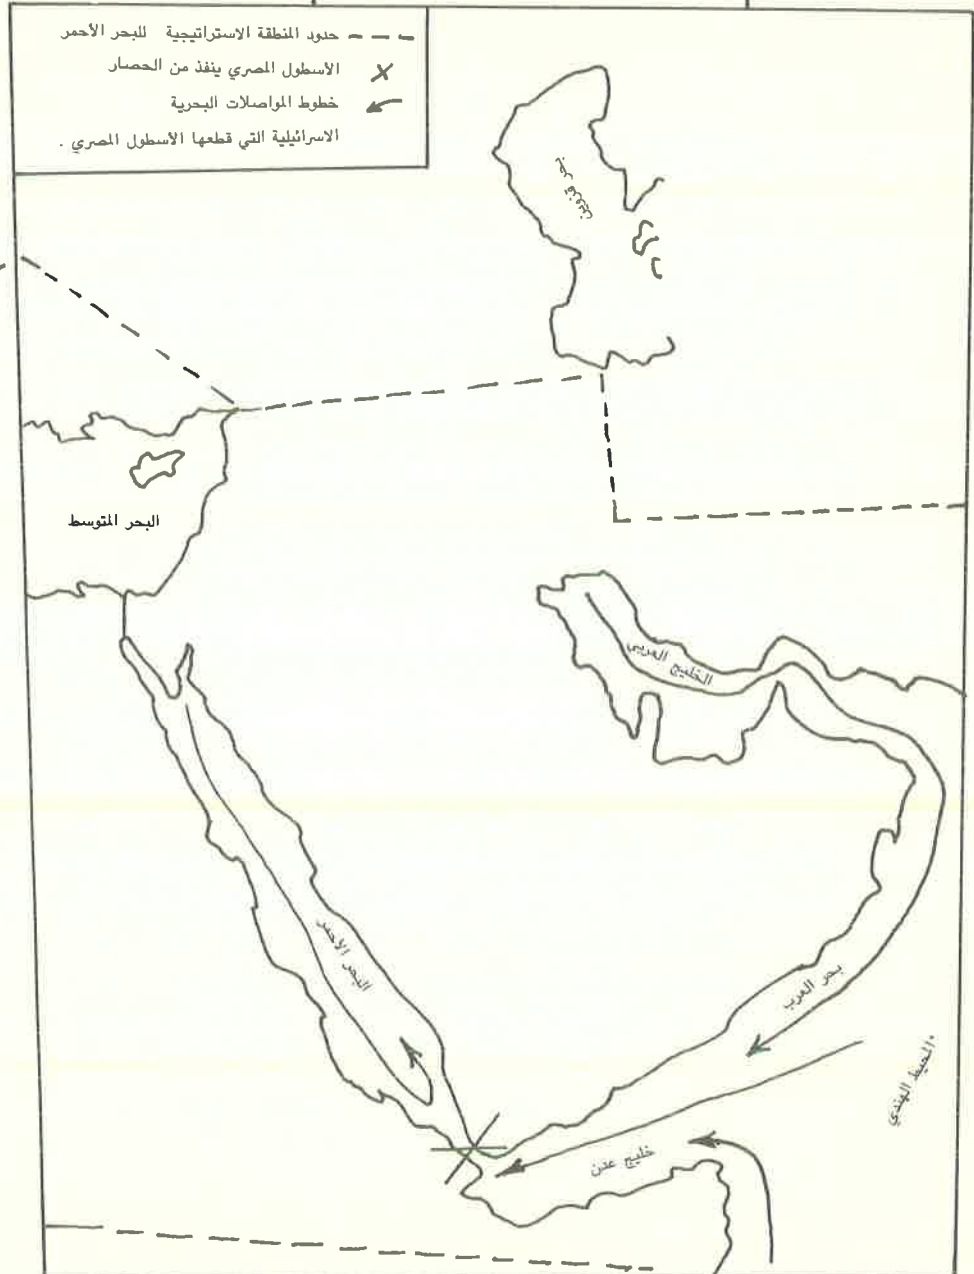 حدود المنطقة الاستراتيجية للبحر الأحمر
الأسطول المصري ينفذ من الحصار
خطوط المواصلات البحرية
الاسرائيلية التي قطعها الأسطول المصري .
بحر قزوين
البحر المتوسط
الخليج العربي
البحر الأحمر
بحر العرب
المحيط الهندي
خليج عدن